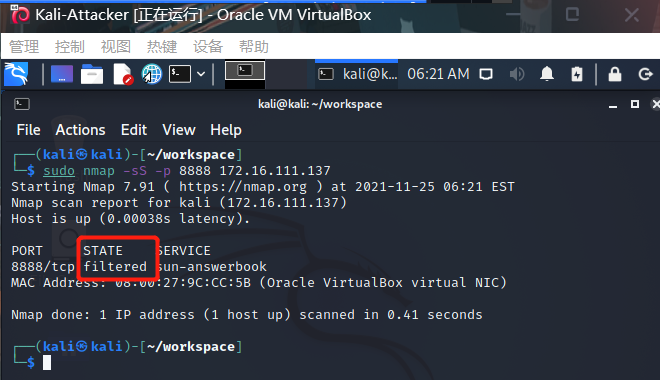 Kali-Attacker [正在运行] - Oracle VM VirtualBox
管理 控制 视图 热键 设备 帮助
kali@k... 06:21 AM
kali@kali: ~/workspace
File Actions Edit View Help
┌──(kali㉿kali)-[~/workspace]
└─$ sudo nmap -sS -p 8888 172.16.111.137
Starting Nmap 7.91 ( https://nmap.org ) at 2021-11-25 06:21 EST
Nmap scan report for kali (172.16.111.137)
Host is up (0.00038s latency).
PORT STATE SERVICE
8888/tcp filtered sun-answerbook
MAC Address: 08:00:27:9C:CC:5B (Oracle VirtualBox virtual NIC)
Nmap done: 1 IP address (1 host up) scanned in 0.41 seconds
┌──(kali㉿kali)-[~/workspace]
└─$